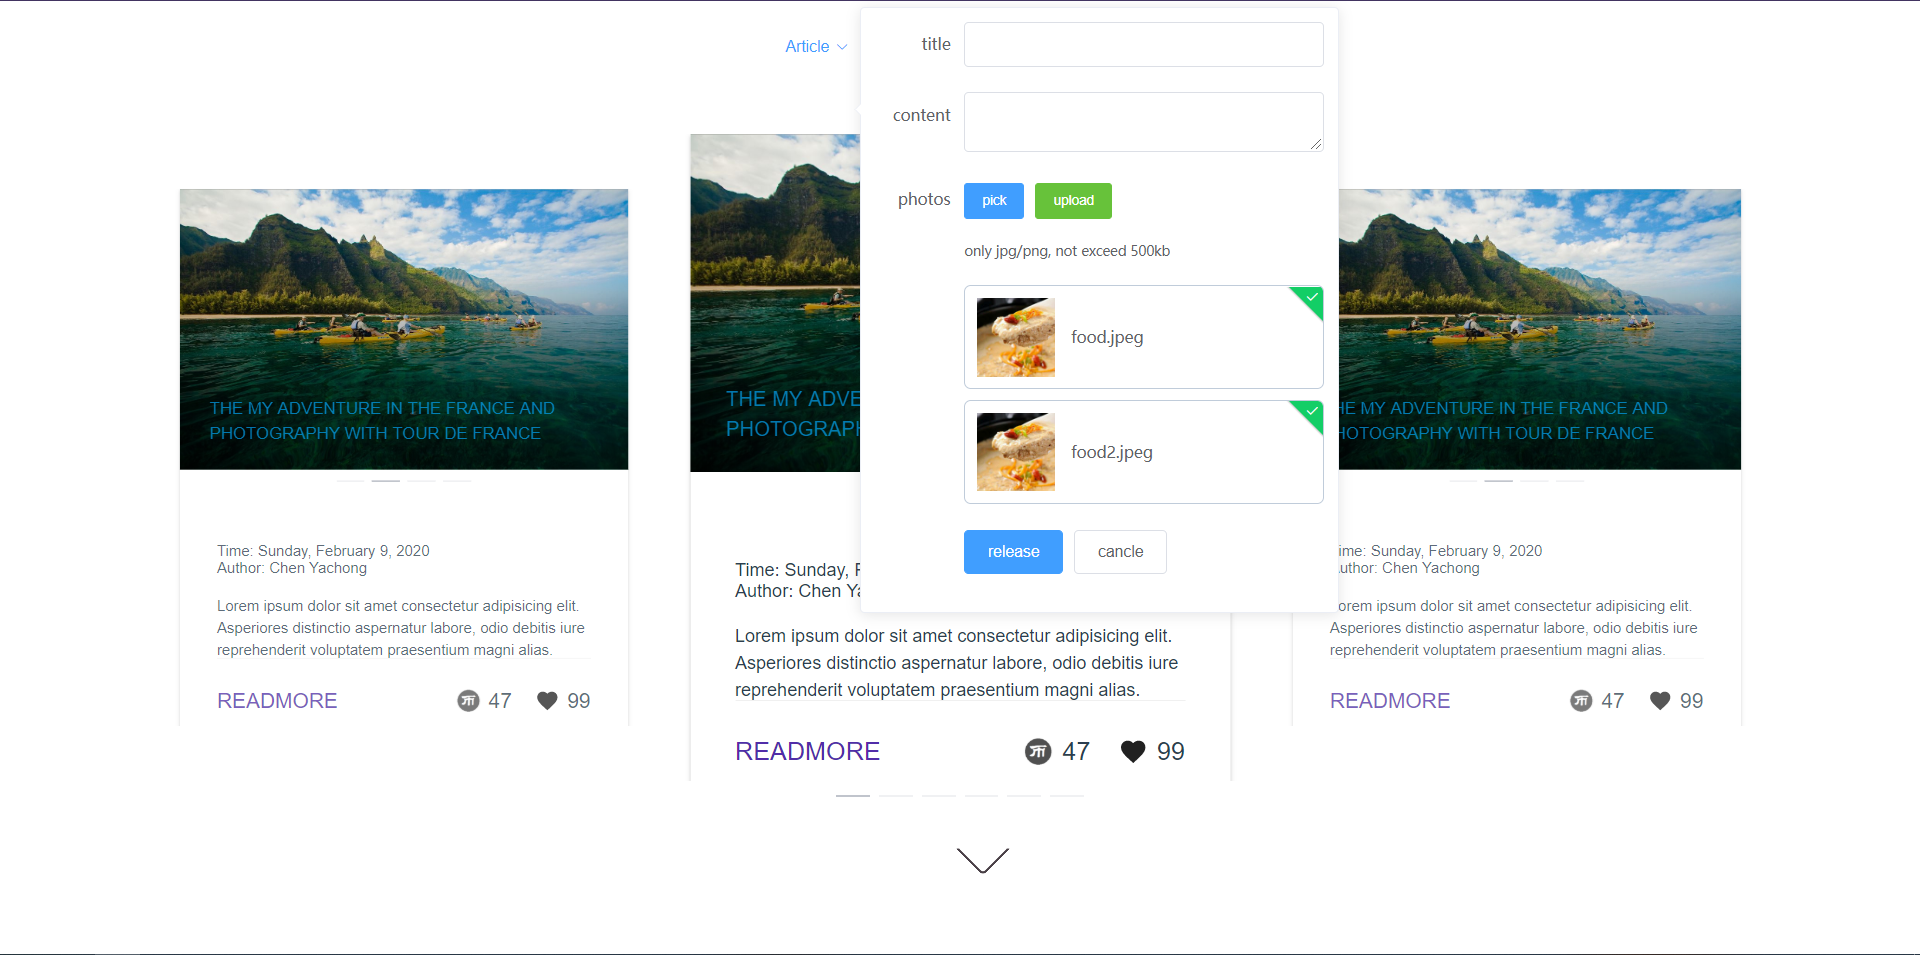 Article
title
content
photos
pick
upload
only jpg/png, not exceed 500kb
food.jpeg
food2.jpeg
release
cancle
THE MY ADVENTURE IN THE FRANCE AND
PHOTOGRAPHY WITH TOUR DE FRANCE
Time: Sunday, February 9, 2020
Author: Chen Yachong
Lorem ipsum dolor sit amet consectetur adipisicing elit.
Asperiores distinctio aspernatur labore, odio debitis iure
reprehenderit voluptatem praesentium magni alias.
READMORE
47
99
THE MY ADVE
PHOTOGRAPH
Time: Sunday, F
Author: Chen Ya
Lorem ipsum dolor sit amet consectetur adipisicing elit.
Asperiores distinctio aspernatur labore, odio debitis iure
reprehenderit voluptatem praesentium magni alias.
READMORE
47
99
HE MY ADVENTURE IN THE FRANCE AND
HOTOGRAPHY WITH TOUR DE FRANCE
ime: Sunday, February 9, 2020
uthor: Chen Yachong
orem ipsum dolor sit amet consectetur adipisicing elit.
Asperiores distinctio aspernatur labore, odio debitis iure
reprehenderit voluptatem praesentium magni alias.
READMORE
47
99